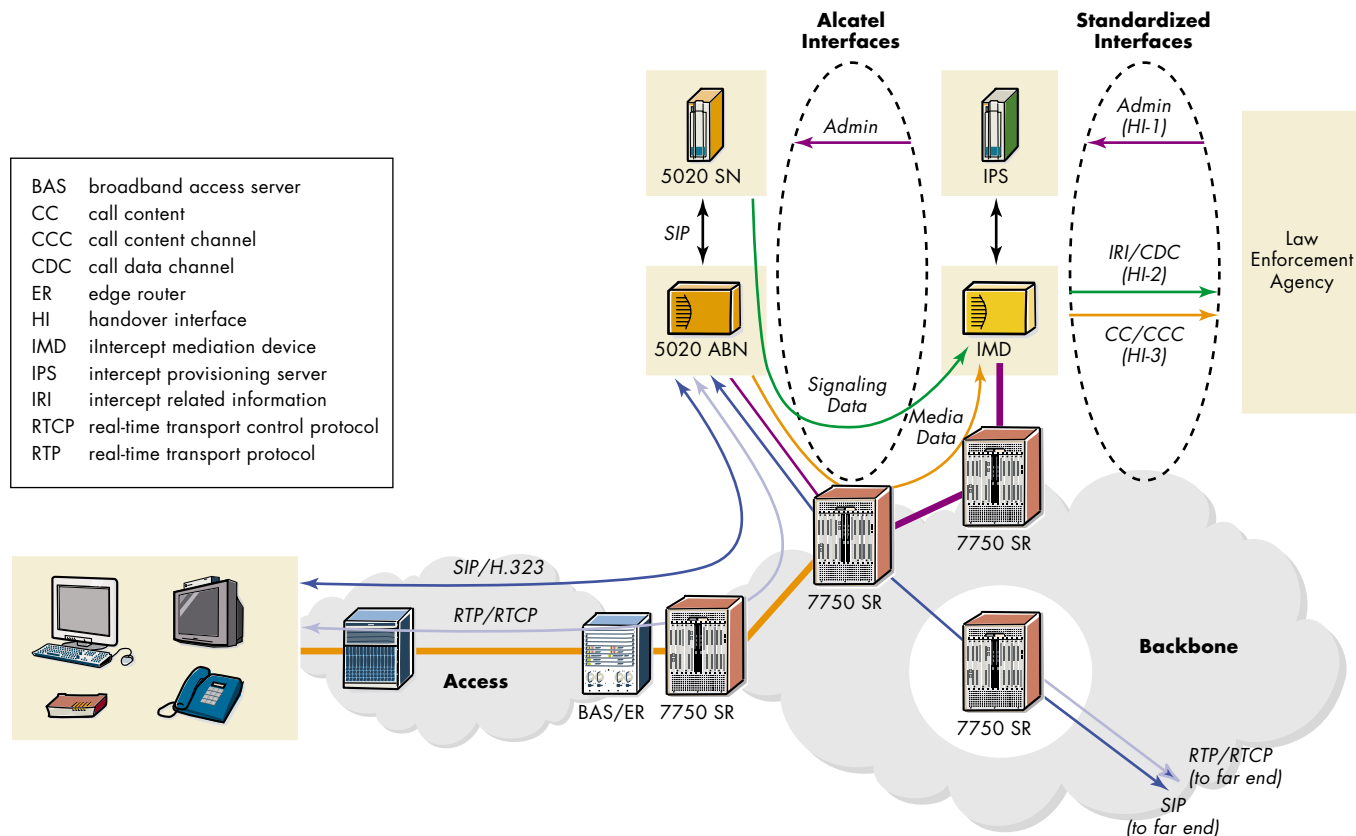 Alcatel
Interfaces
Standardized
Interfaces
Admin
Admin
(HI-1)
5020 SN
IPS
BAS broadband access server
CC call content
CCC call content channel
CDC call data channel
ER edge router
HI handover interface
IMD iIntercept mediation device
IPS intercept provisioning server
IRI intercept related information
RTCP real-time transport control protocol
RTP real-time transport protocol
SIP
IRI/CDC
(HI-2)
Law
Enforcement
Agency
5020 ABN
IMD
CC/CCC
(HI-3)
Signaling
Data
Media
Data
7750 SR
SIP/H.323
7750 SR
RTP/RTCP
Access
BAS/ER
7750 SR
Backbone
7750 SR
RTP/RTCP
(to far end)
SIP
(to far end)